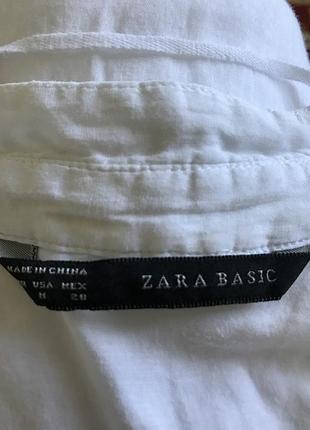 MADE IN CHINA
USA MEX
M 28
ZARA BASIC